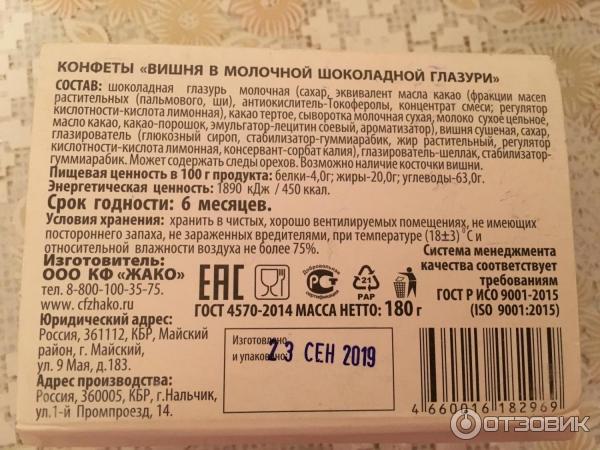 КОНФЕТЫ «ВИШНЯ В МОЛОЧНОЙ ШОКОЛАДНОЙ ГЛАЗУРИ»
СОСТАВ: шоколадная глазурь молочная (сахар, эквивалент масла какао (фракции масел
растительных (пальмового, ши), антиокислитель-Токоферолы, концентрат смеси; регулятор
кислотности-кислота лимонная), какао тертое, сыворотка молочная сухая, молоко сухое цельное,
масло какао, какао-порошок, эмульгатор-лецитин соевый, ароматизатор), вишня сушеная, сахар,
глазирователь (глюкозный сироп, стабилизатор-гуммиарабик, жир растительный, регулятор
кислотности-кислота лимонная, консервант-сорбат калия), глазирователь-шеллак, стабилизатор-
гуммиарабик. Может содержать следы орехов. Возможно наличие косточки вишни.
Пищевая ценность в 100 г продукта: белки-4,0г; жиры-20,0г; углеводы-63,0г.
Энергетическая ценность: 1890 кДж / 450 ккал.
Срок годности: 6 месяцев.
Условия хранения: хранить в чистых, хорошо вентилируемых помещениях, не имеющих
постороннего запаха, не зараженных вредителями, при температуре (18±3) °С и
относительной влажности воздуха не более 75%.
Изготовитель:
ООО КФ «ЖАКО»
тел. 8-800-100-35-75.
www.cfzhako.ru
Юридический адрес:
Россия, 361112, КБР, Майский
район, г. Майский,
ул. 9 Мая, д.183.
Адрес производства:
Россия, 360005, КБР, г.Нальчик,
ул.1-й Промпроезд, 14.
EAC
Добровольная
сертификация
21
PAP
ГОСТ 4570-2014 МАССА НЕТТО: 180 г
Система менеджмента
качества соответствует
требованиям
ГОСТ Р ИСО 9001-2015
(ISO 9001:2015)
Изготовлено
и упаковано:
23 СЕН 2019
4 660016 182969
ОТЗОВИК